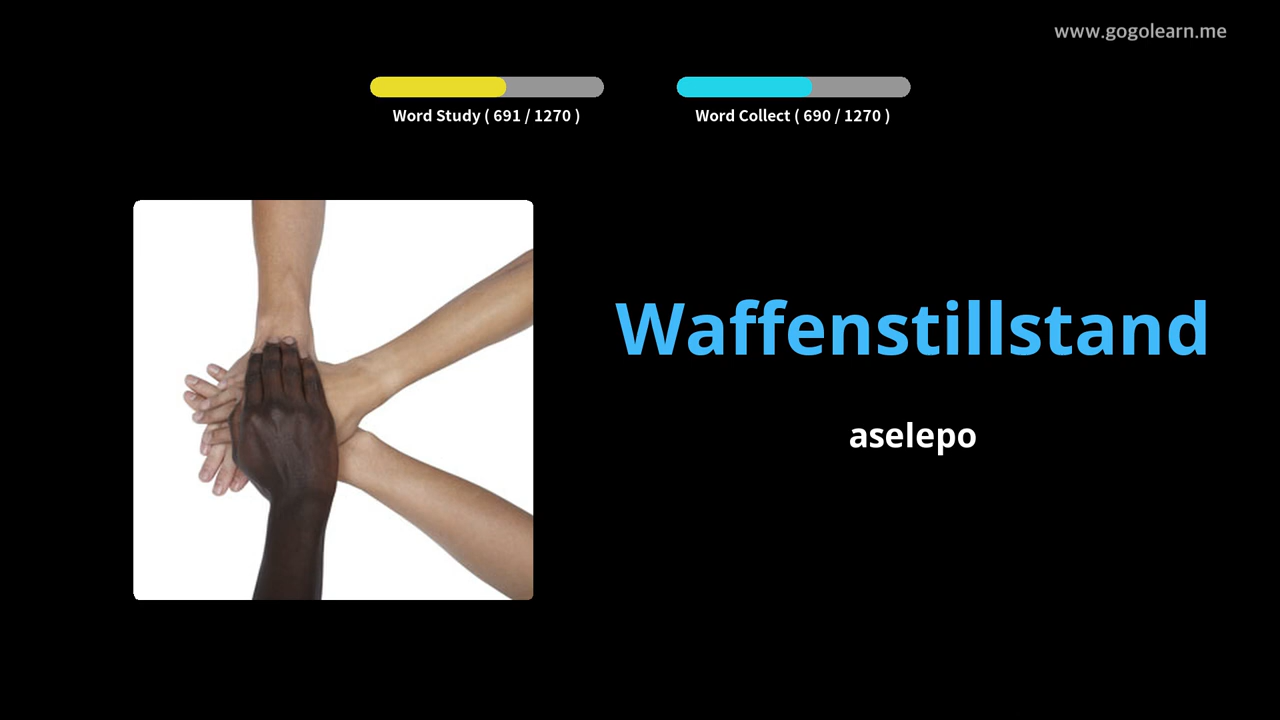 www.gogolearn.me
Word Study ( 691 / 1270 )
Word Collect ( 690 / 1270 )
Waffenstillstand
aselepo